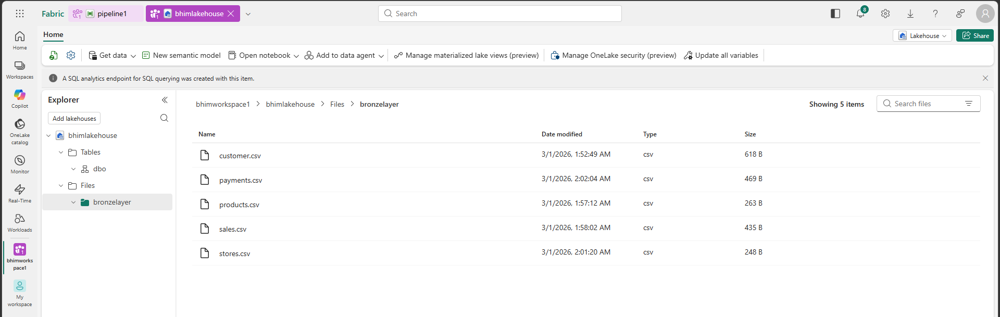 Fabric
1
pipeline1
1
bhimlakehouse
Search
8
Home
Lakehouse
Share
Get data
New semantic model
Open notebook
Add to data agent
Manage materialized lake views (preview)
Manage OneLake security (preview)
Update all variables
A SQL analytics endpoint for SQL querying was created with this item.
Home
Workspaces
Copilot
OneLake
catalog
Monitor
Real-Time
Workloads
1
bhimworks
pace1
My
workspace
Explorer
Add lakehouses
bhimlakehouse
Tables
dbo
Files
bronzelayer
bhimworkspace1 > bhimlakehouse > Files > bronzelayer
Showing 5 items
Search files
Name Date modified Type Size
customer.csv 3/1/2026, 1:52:49 AM csv 618 B
payments.csv 3/1/2026, 2:02:04 AM csv 469 B
products.csv 3/1/2026, 1:57:12 AM csv 263 B
sales.csv 3/1/2026, 1:58:02 AM csv 435 B
stores.csv 3/1/2026, 2:01:20 AM csv 248 B